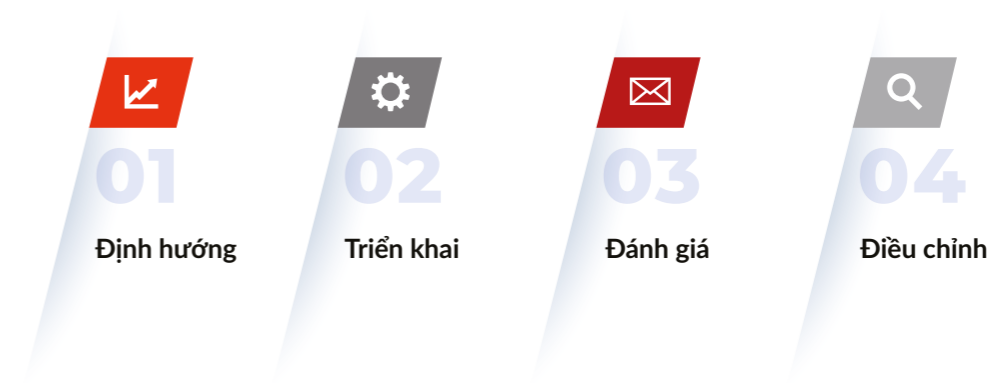 01
02
03
04
Định hướng
Triển khai
Đánh giá
Điều chỉnh